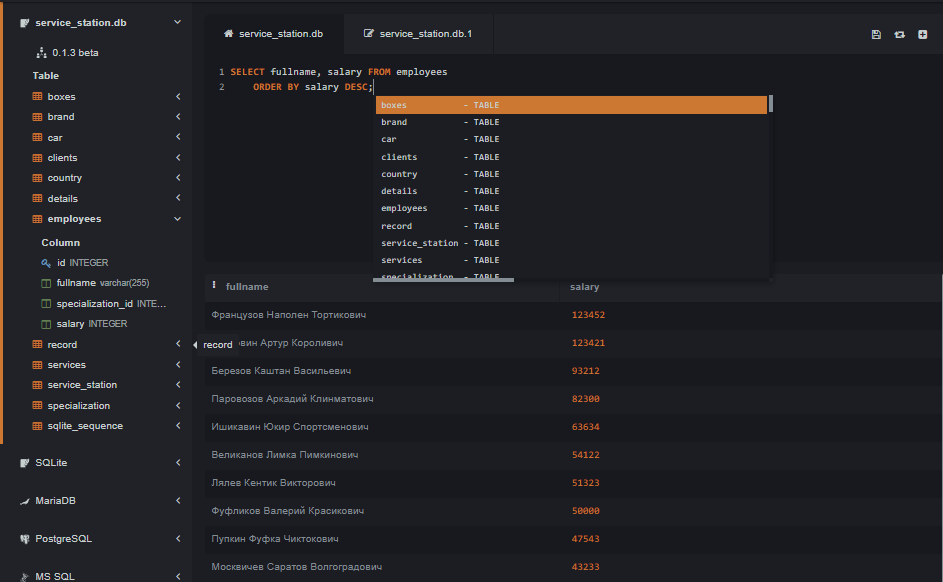 service_station.db
0.1.3 beta
Table
boxes
brand
car
clients
country
details
employees
Column
id INTEGER
fullname varchar(255)
specialization_id INTE...
salary INTEGER
record
services
service_station
specialization
sqlite_sequence
SQLite
MariaDB
PostgreSQL
MS SQL
record
service_station.db
service_station.db.1
1 SELECT fullname, salary FROM employees
2 ORDER BY salary DESC;
boxes - TABLE
brand - TABLE
car - TABLE
clients - TABLE
country - TABLE
details - TABLE
employees - TABLE
record - TABLE
service_station - TABLE
services - TABLE
specialization - TABLE
fullname salary
Французов Наполен Тортикович 123452
вин Артур Короливич 123421
Березов Каштан Васильевич 93212
Паровозов Аркадий Клинматович 82300
Ишикавин Юкир Спортсменович 63634
Великанов Лимка Пимкинович 54122
Лялев Кентик Викторович 51323
Фуфликов Валерий Красикович 50000
Пупкин Фуфка Чиктокович 47543
Москвичев Саратов Волгоградович 43233